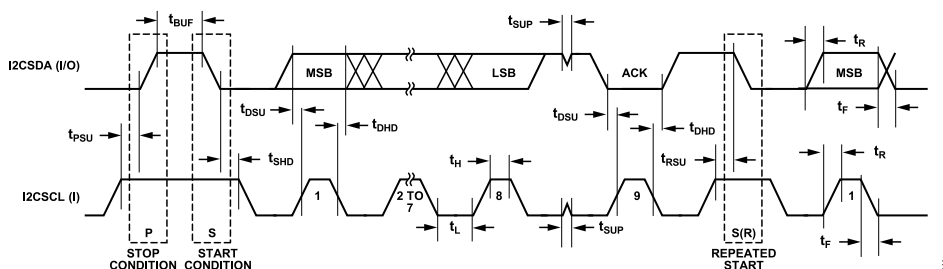 tBUF
tSUP
tR
I2CSDA (I/O)
MSB
LSB
ACK
MSB
tDSU
tDHD
tDSU
tDHD
tF
tPSU
tSHD
tH
tRSU
tR
I2CSCL (I)
1
2 TO
7
8
9
1
tL
tSUP
tF
P
S
S(R)
STOP
CONDITION
START
CONDITION
REPEATED
START